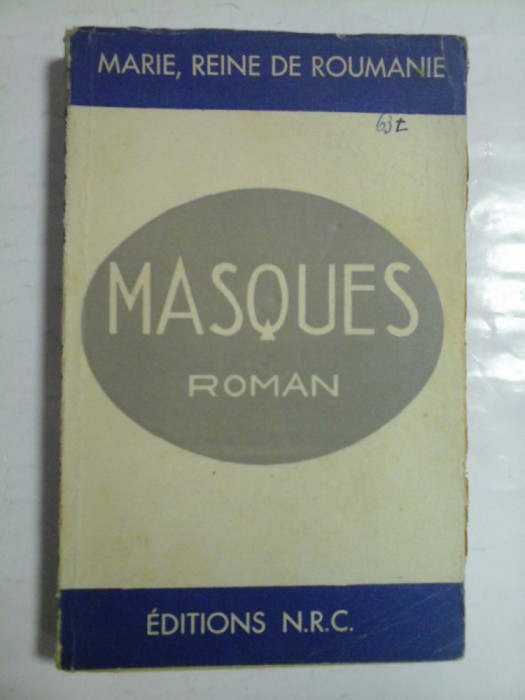 MARIE, REINE DE ROUMANIE
MASQUES
ROMAN
ÉDITIONS N.R.C.